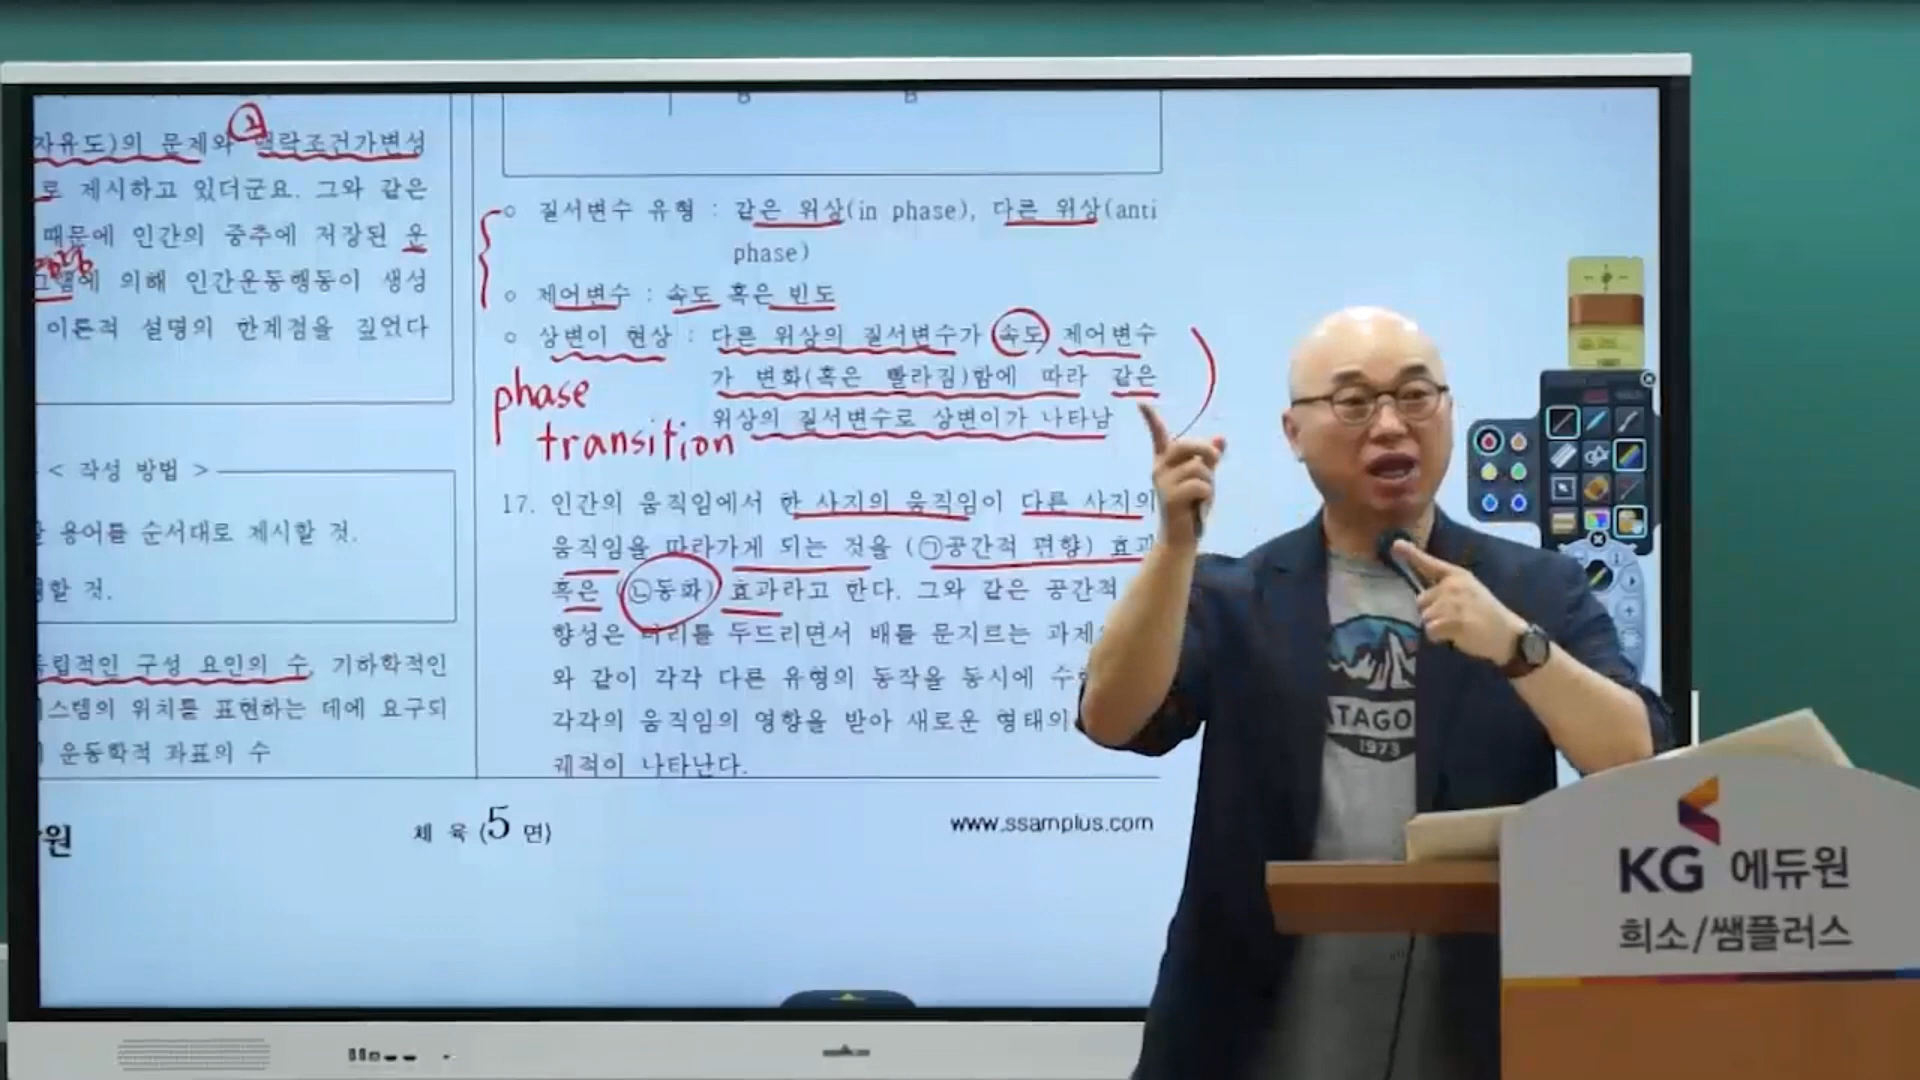 자유도)의 문제와 맥락조건가변성
②
로 제시하고 있더군요. 그와 같은
때문에 인간의 중추에 저장된 운
그램에 의해 인간운동행동이 생성
이론적 설명의 한계점을 짚었다
< 작성 방법 >
할 용어를 순서대로 제시할 것.
할 것.
독립적인 구성 요인의 수, 기하학적인
시스템의 위치를 표현하는 데에 요구되
운동학적 좌표의 수
B
○ 질서변수 유형 : 같은 위상(in phase), 다른 위상(anti
phase)
○ 제어변수 : 속도 혹은 빈도
○ 상변이 현상 : 다른 위상의 질서변수가 속도 제어변수
가 변화(혹은 빨라짐)함에 따라 같은
위상의 질서변수로 상변이가 나타남
phase
transition
17. 인간의 움직임에서 한 사지의 움직임이 다른 사지의
움직임을 따라가게 되는 것을 (㉠공간적 편향) 효과
혹은 (㉡동화) 효과라고 한다. 그와 같은 공간적
향성은 머리를 두드리면서 배를 문지르는 과제
와 같이 각각 다른 유형의 동작을 동시에 수
각각의 움직임의 영향을 받아 새로운 형태의
궤적이 나타난다.
원
체 육 (5 면)
www.ssamplus.com
ATAGO
1973
KG 에듀원
희소/쌤플러스